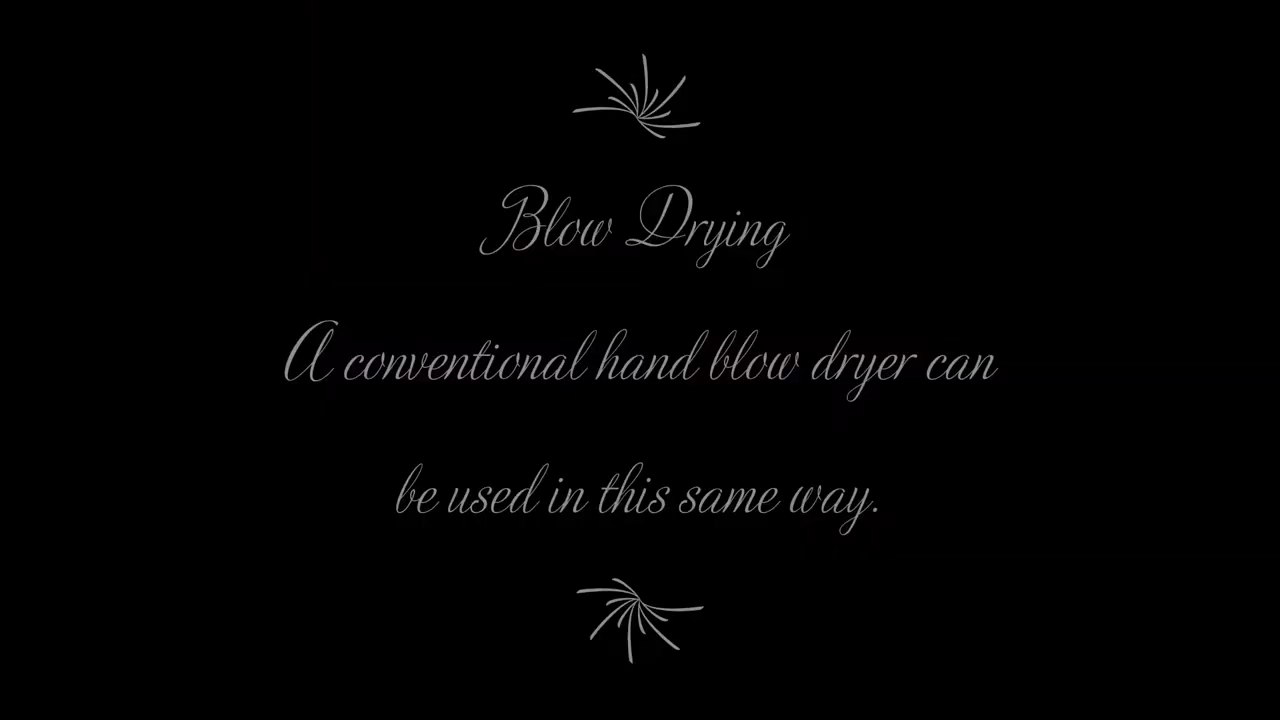 Blow Drying
A conventional hand blow dryer can
be used in this same way.